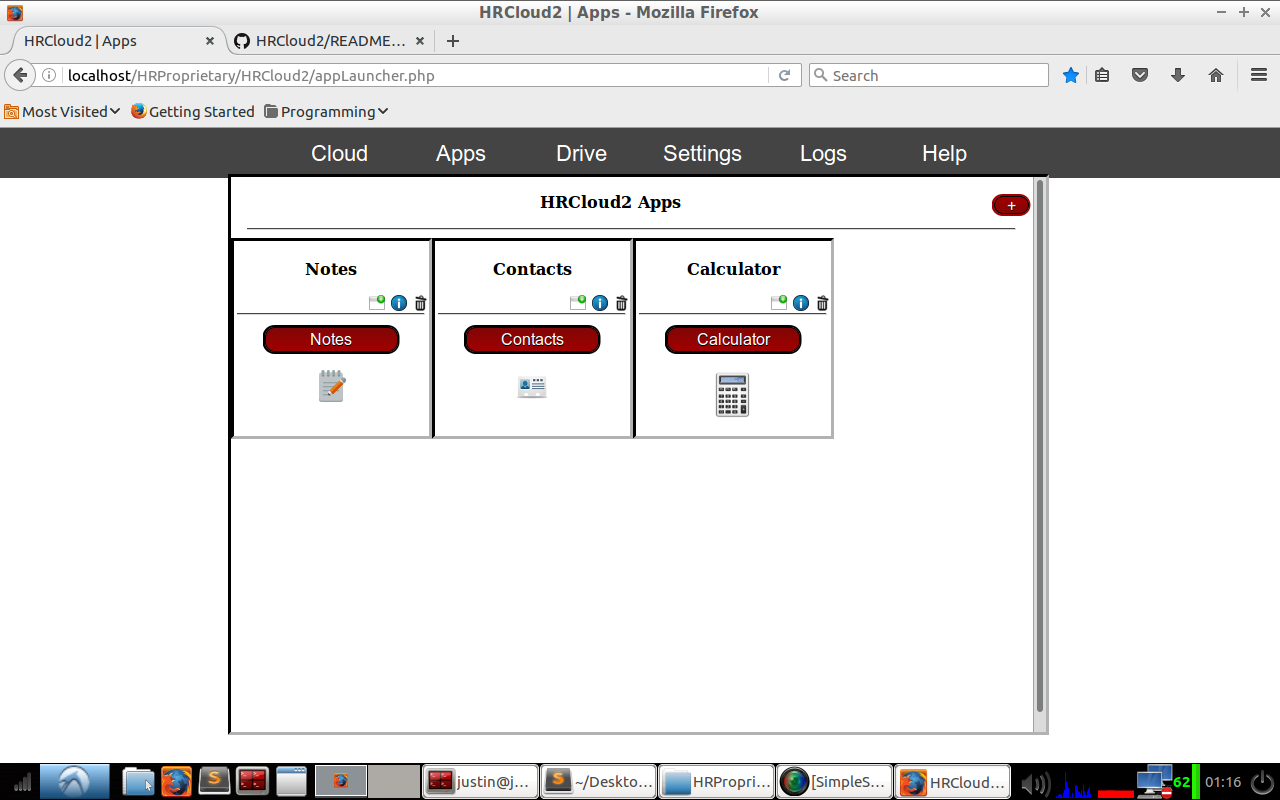 HRCloud2 | Apps - Mozilla Firefox
HRCloud2 | Apps
HRCloud2/README...
localhost/HRProprietary/HRCloud2/appLauncher.php
Search
Most Visited
Getting Started
Programming
Cloud Apps Drive Settings Logs Help
HRCloud2 Apps
+
Notes Contacts Calculator
Notes Contacts Calculator
justin@j...
~/Deskto...
HRPropri...
[SimpleS...
HRCloud...
62
01:16